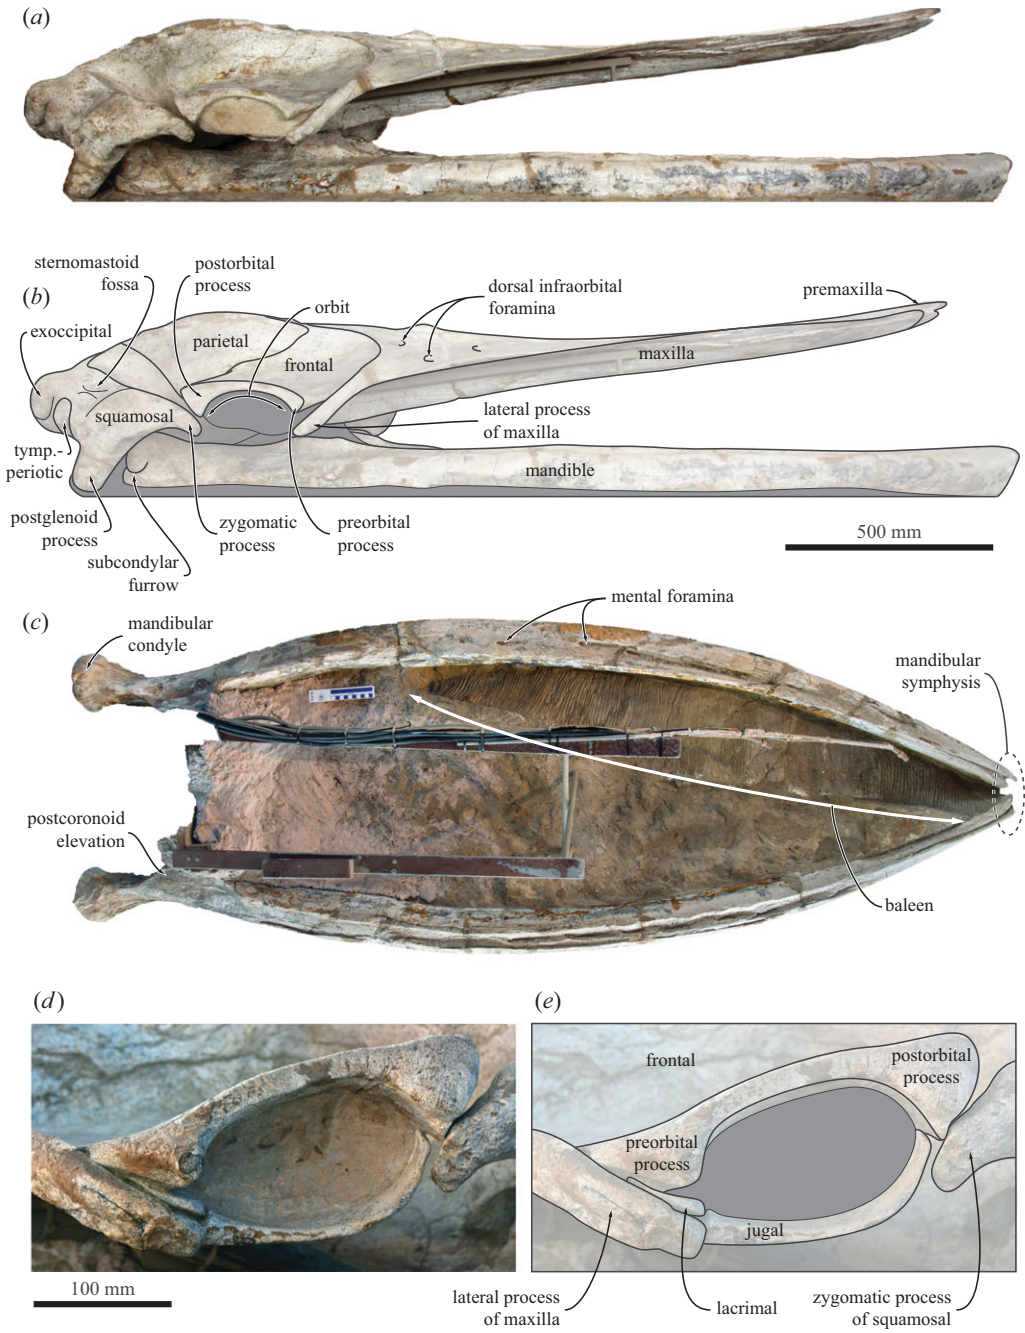 (a)
(b)
sternomastoid
fossa
postorbital
process
orbit
dorsal infraorbital
foramina
premaxilla
exoccipital
parietal
frontal
maxilla
squamosal
lateral process
of maxilla
tymp.-
periotic
mandible
postglenoid
process
subcondylar
furrow
zygomatic
process
preorbital
process
500 mm
(c)
mandibular
condyle
mental foramina
mandibular
symphysis
postcoronoid
elevation
baleen
(d)
(e)
frontal
postorbital
process
preorbital
process
jugal
100 mm
lateral process
of maxilla
lacrimal
zygomatic process
of squamosal